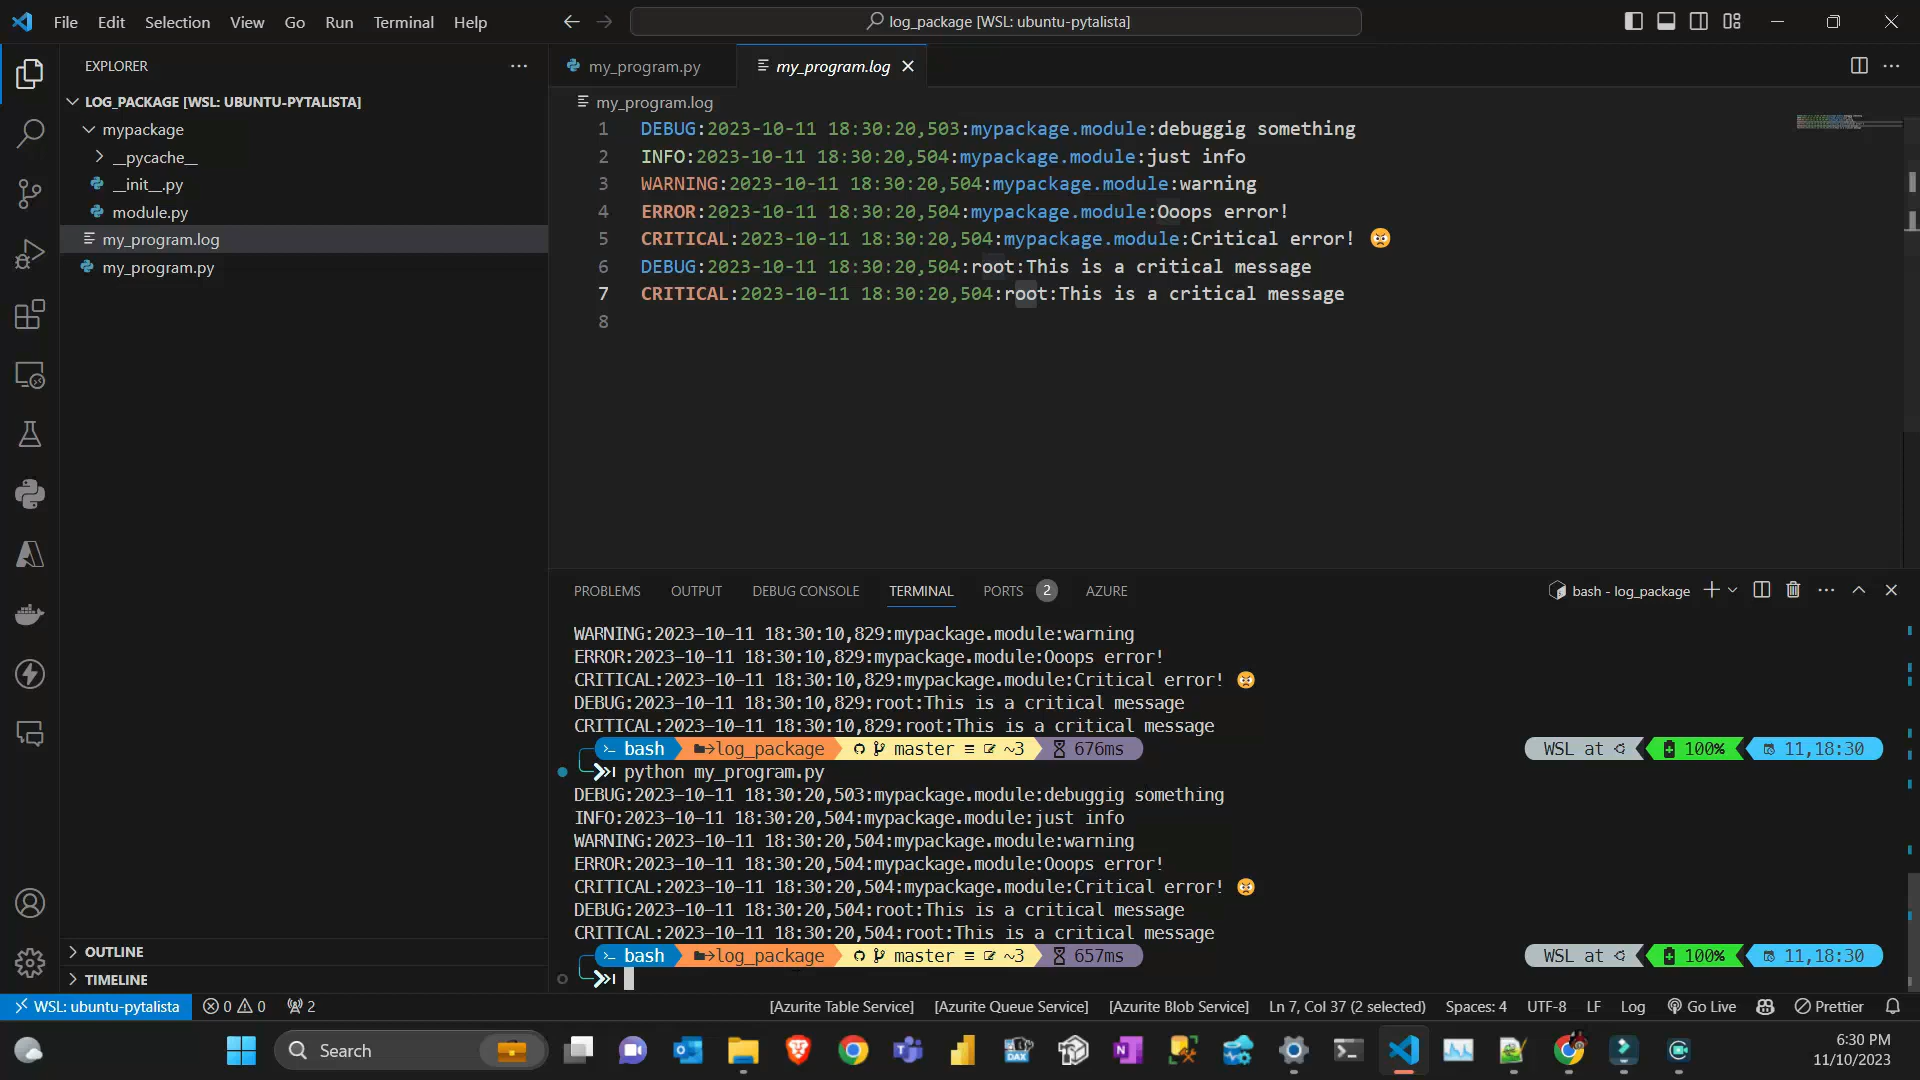 File Edit Selection View Go Run Terminal Help
log_package [WSL: ubuntu-pytalista]
EXPLORER
LOG_PACKAGE [WSL: UBUNTU-PYTALISTA]
mypackage
__pycache__
__init__.py
module.py
my_program.log
my_program.py
OUTLINE
TIMELINE
my_program.py
my_program.log
my_program.log
1 DEBUG:2023-10-11 18:30:20,503:mypackage.module:debuggig something
2 INFO:2023-10-11 18:30:20,504:mypackage.module:just info
3 WARNING:2023-10-11 18:30:20,504:mypackage.module:warning
4 ERROR:2023-10-11 18:30:20,504:mypackage.module:Ooops error!
5 CRITICAL:2023-10-11 18:30:20,504:mypackage.module:Critical error! 😠
6 DEBUG:2023-10-11 18:30:20,504:root:This is a critical message
7 CRITICAL:2023-10-11 18:30:20,504:root:This is a critical message
8
PROBLEMS OUTPUT DEBUG CONSOLE TERMINAL PORTS 2 AZURE
bash - log_package
WARNING:2023-10-11 18:30:10,829:mypackage.module:warning
ERROR:2023-10-11 18:30:10,829:mypackage.module:Ooops error!
CRITICAL:2023-10-11 18:30:10,829:mypackage.module:Critical error! 😠
DEBUG:2023-10-11 18:30:10,829:root:This is a critical message
CRITICAL:2023-10-11 18:30:10,829:root:This is a critical message
bash log_package master ≡ ~3 676ms WSL at 100% 11,18:30
python my_program.py
DEBUG:2023-10-11 18:30:20,503:mypackage.module:debuggig something
INFO:2023-10-11 18:30:20,504:mypackage.module:just info
WARNING:2023-10-11 18:30:20,504:mypackage.module:warning
ERROR:2023-10-11 18:30:20,504:mypackage.module:Ooops error!
CRITICAL:2023-10-11 18:30:20,504:mypackage.module:Critical error! 😠
DEBUG:2023-10-11 18:30:20,504:root:This is a critical message
CRITICAL:2023-10-11 18:30:20,504:root:This is a critical message
bash log_package master ≡ ~3 657ms WSL at 100% 11,18:30
WSL: ubuntu-pytalista 0 0 2 [Azurite Table Service] [Azurite Queue Service] [Azurite Blob Service] Ln 7, Col 37 (2 selected) Spaces: 4 UTF-8 LF Log Go Live Prettier
Search
DAX
6:30 PM
11/10/2023